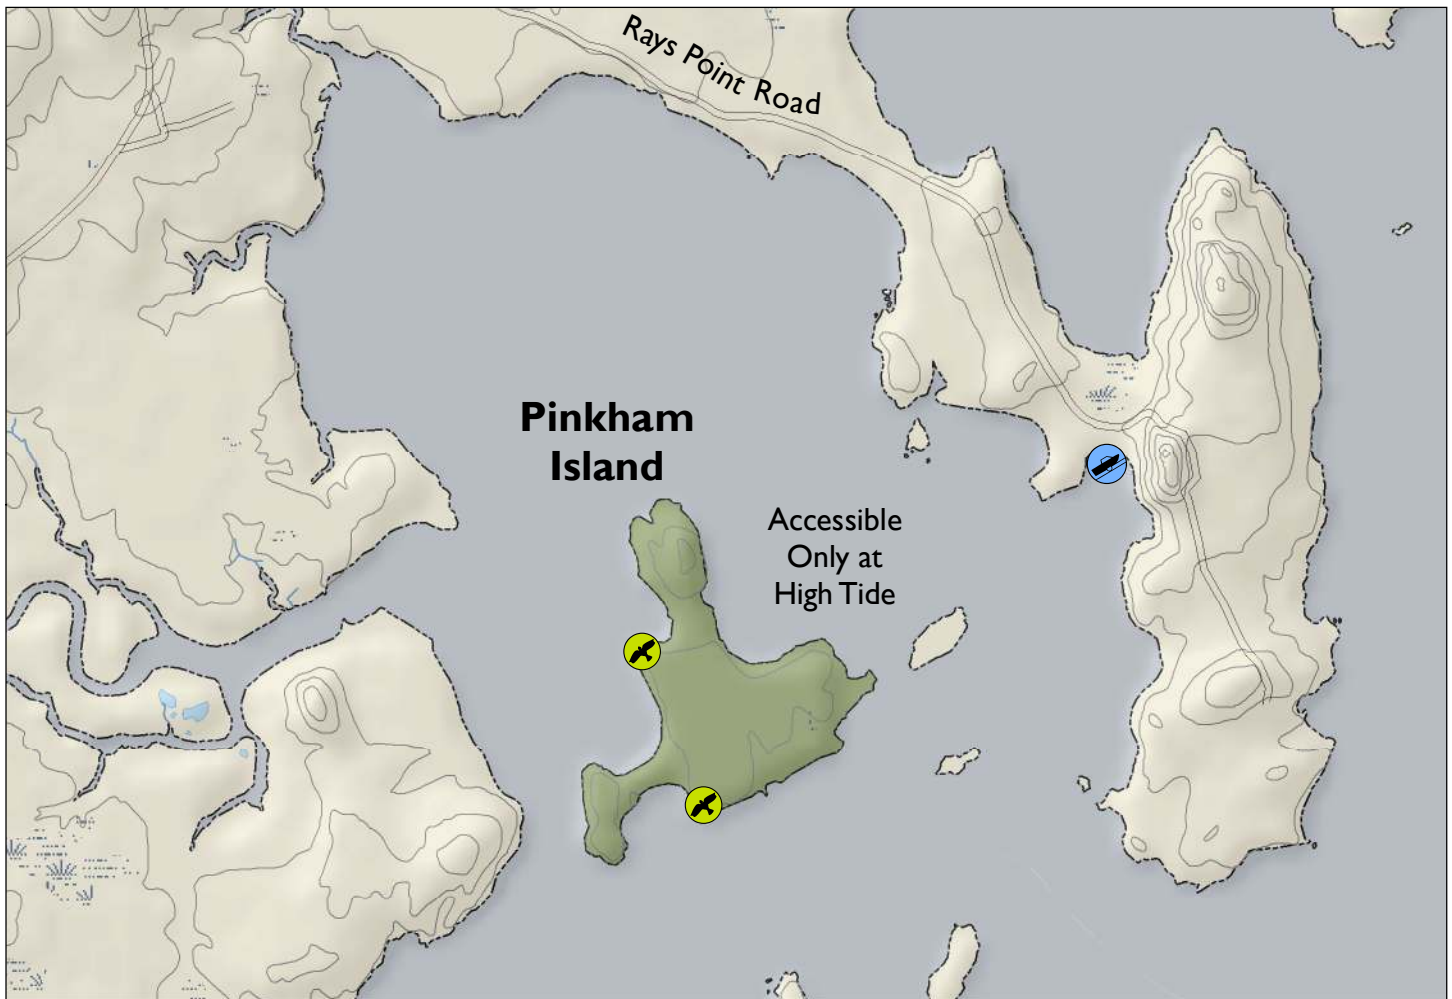 Rays Point Road
Pinkham
Island
Accessible
Only at
High Tide